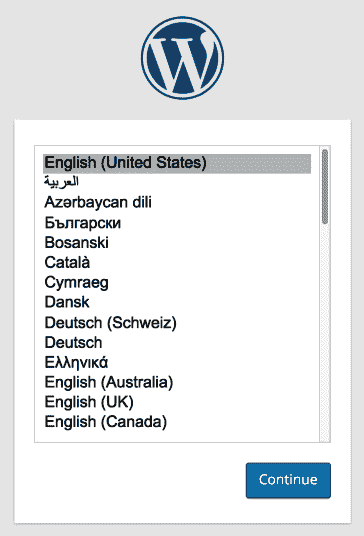 English (United States)
العربية
Azərbaycan dili
Български
Bosanski
Català
Cymraeg
Dansk
Deutsch (Schweiz)
Deutsch
Ελληνικά
English (Australia)
English (UK)
English (Canada)
Continue